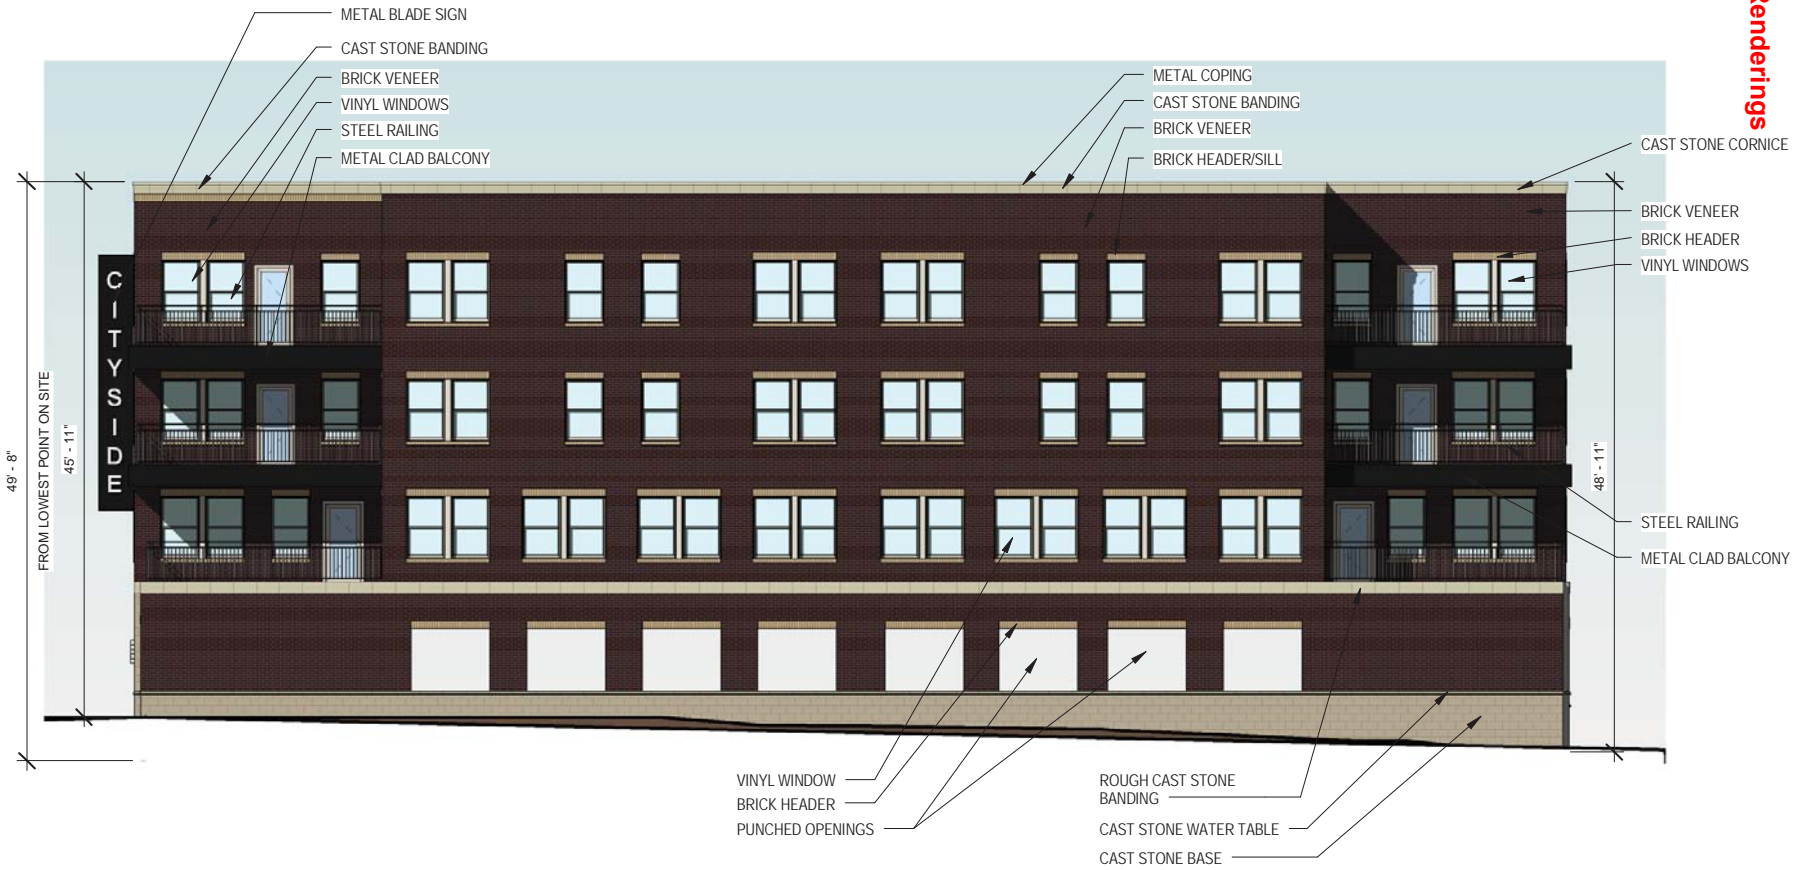 METAL BLADE SIGN
CAST STONE BANDING
BRICK VENEER
VINYL WINDOWS
STEEL RAILING
METAL CLAD BALCONY
METAL COPING
CAST STONE BANDING
BRICK VENEER
BRICK HEADER/SILL
Renderings
CAST STONE CORNICE
BRICK VENEER
BRICK HEADER
VINYL WINDOWS
CITYSIDE
49' - 8"
FROM LOWEST POINT ON SITE
45' - 11"
48' - 11"
STEEL RAILING
METAL CLAD BALCONY
VINYL WINDOW
BRICK HEADER
PUNCHED OPENINGS
ROUGH CAST STONE
BANDING
CAST STONE WATER TABLE
CAST STONE BASE